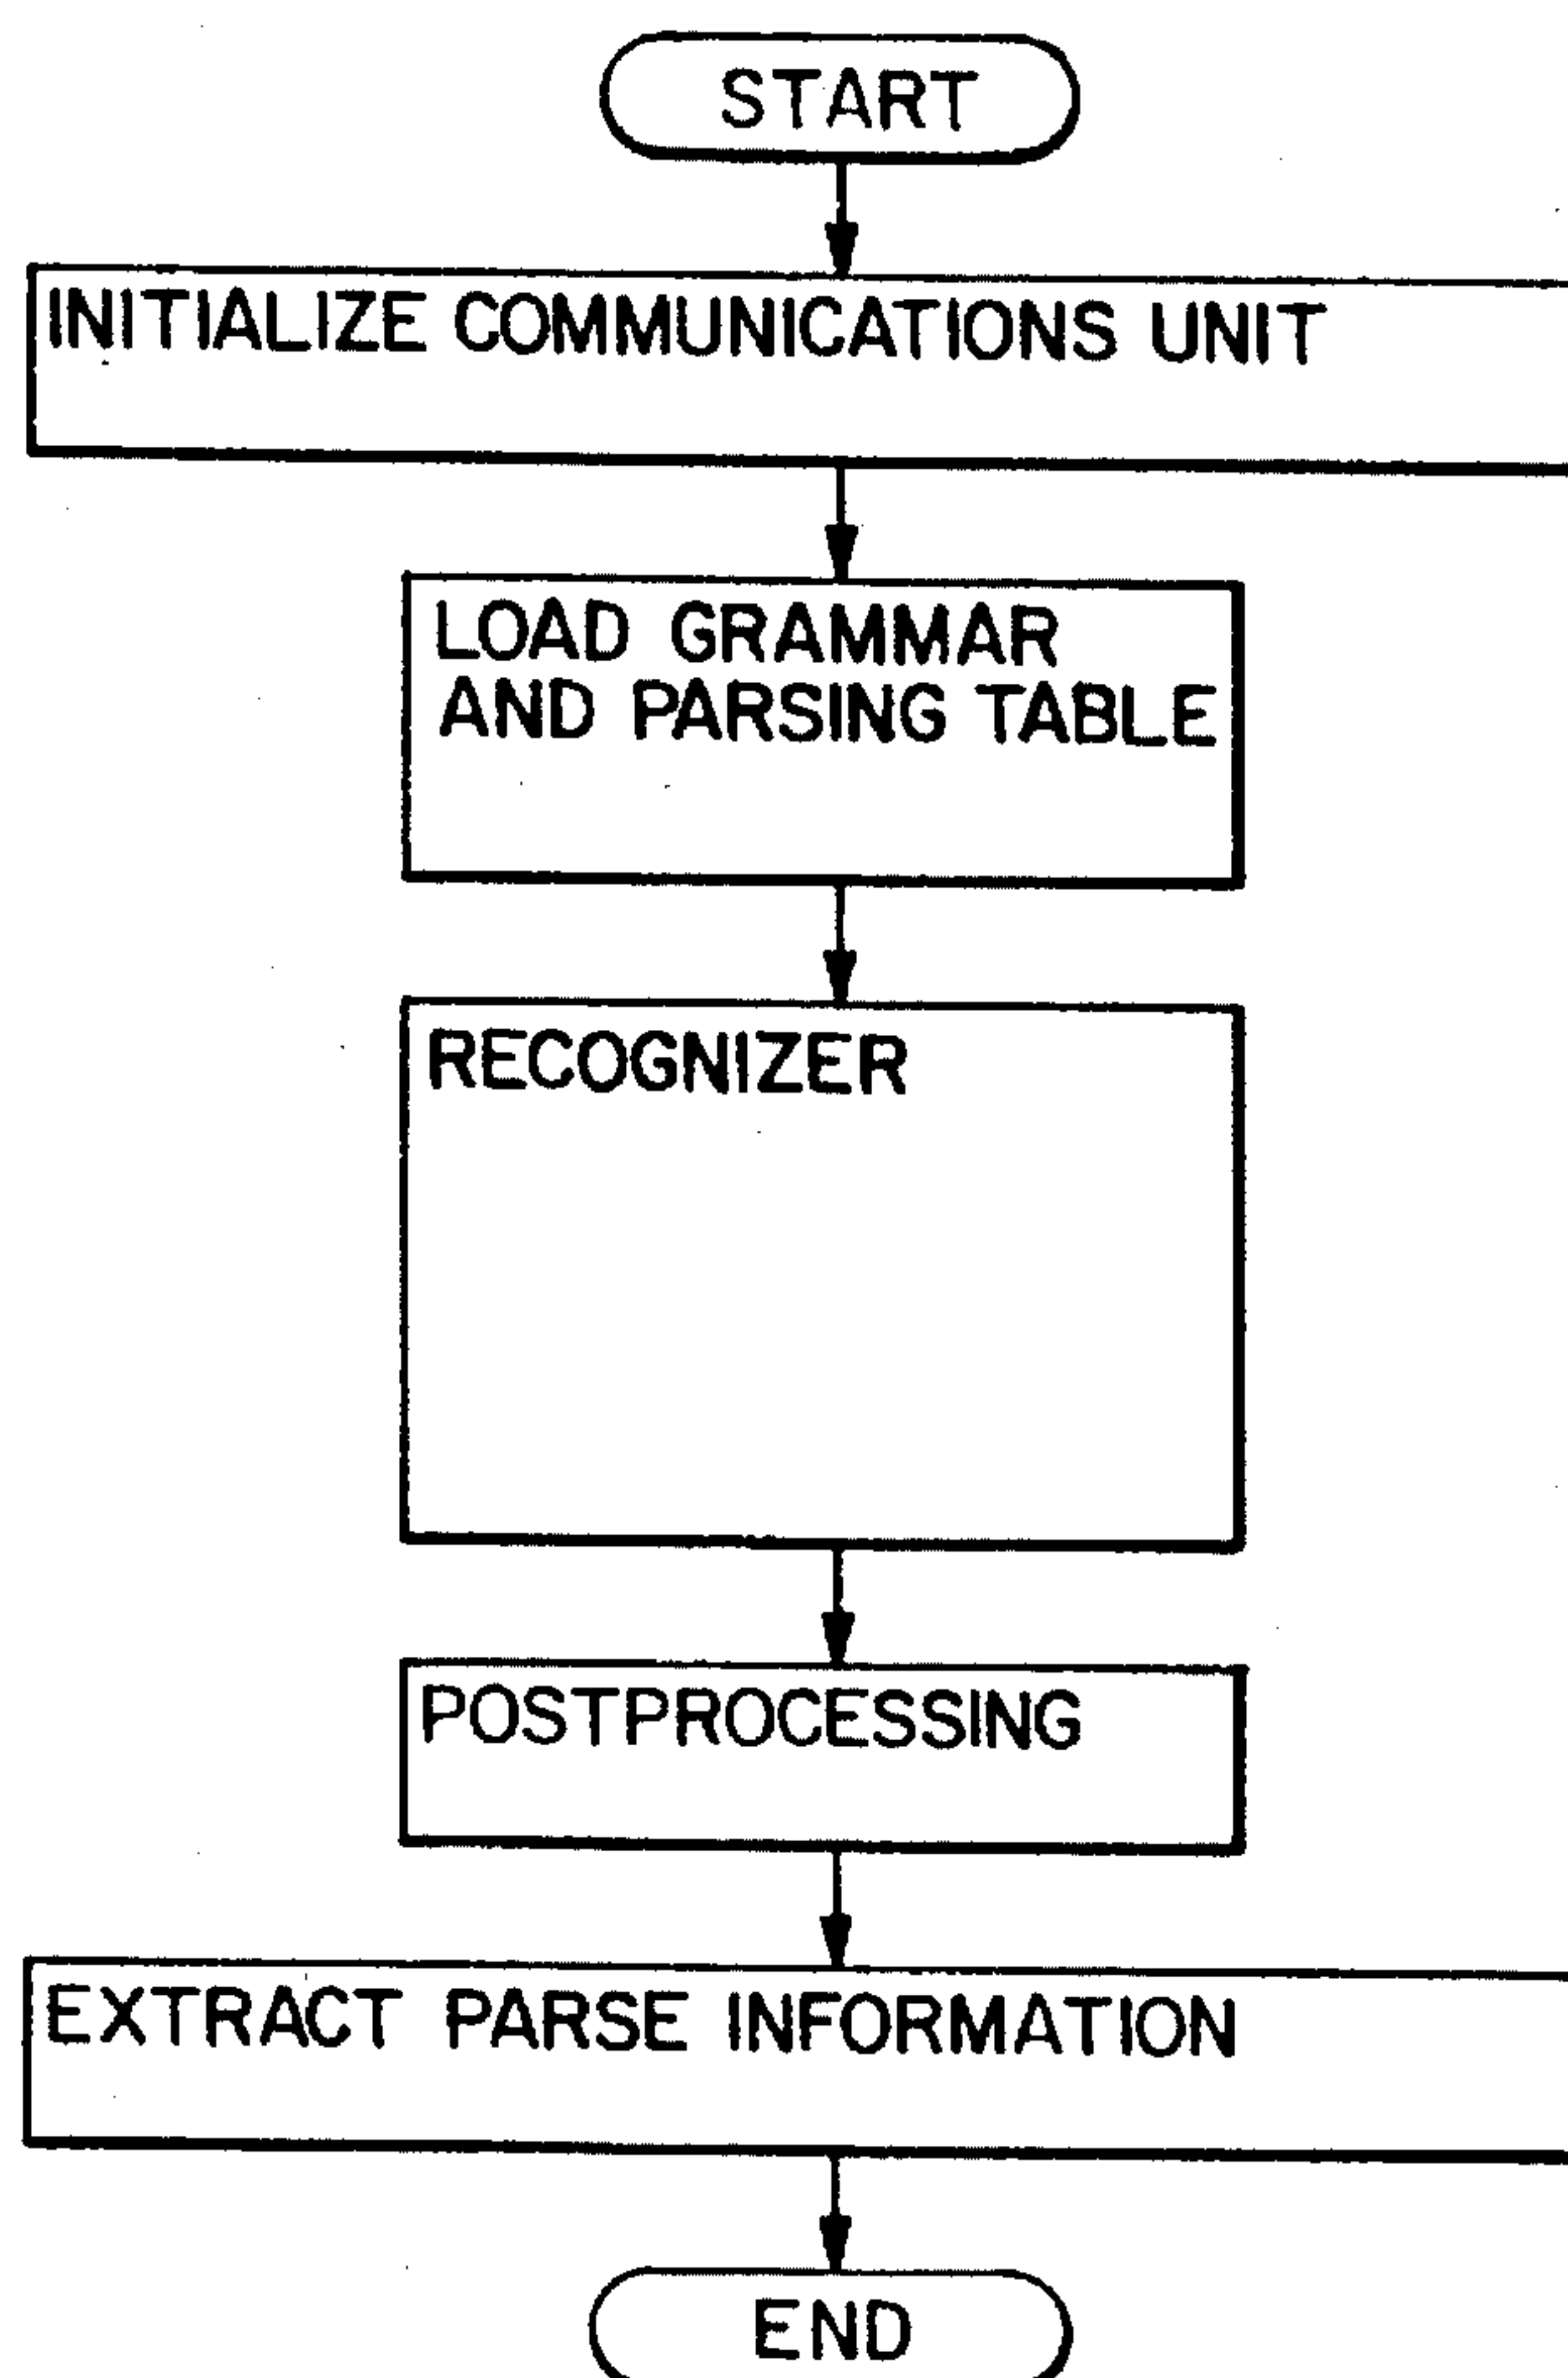 START
INITIALIZE COMMUNICATIONS UNIT
LOAD GRAMMAR
AND PARSING TABLE
RECOGNIZER
POSTPROCESSING
EXTRACT PARSE INFORMATION
END